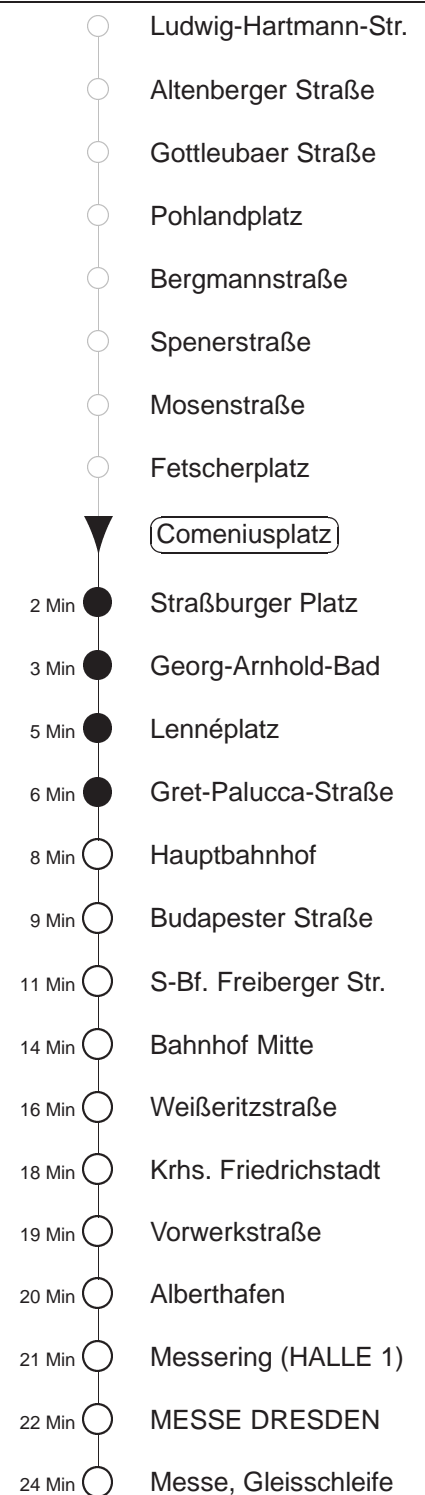 Ludwig-Hartmann-Str.
Altenberger Straße
Gottleubaer Straße
Pohlandplatz
Bergmannstraße
Spenerstraße
Mosenstraße
Fetscherplatz
Comeniusplatz
2 Min Straßburger Platz
3 Min Georg-Arnhold-Bad
5 Min Lennéplatz
6 Min Gret-Palucca-Straße
8 Min Hauptbahnhof
9 Min Budapester Straße
11 Min S-Bf. Freiberger Str.
14 Min Bahnhof Mitte
16 Min Weißeritzstraße
18 Min Krhs. Friedrichstadt
19 Min Vorwerkstraße
20 Min Alberthafen
21 Min Messering (HALLE 1)
22 Min MESSE DRESDEN
24 Min Messe, Gleisschleife